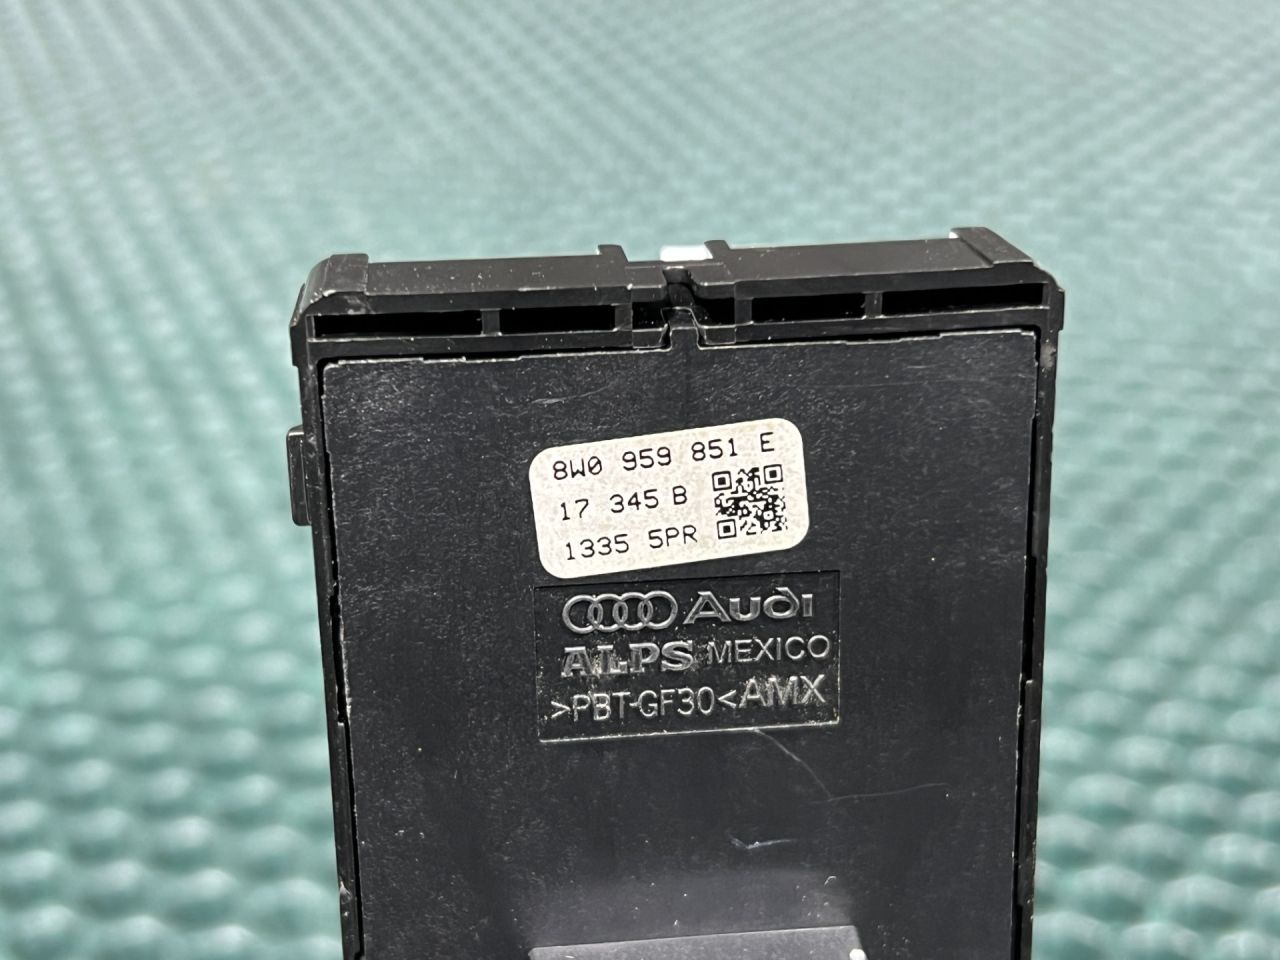 8W0 959 851 E
17 345 B
1335 5PR
Audi
ALPS MEXICO
>PBT-GF30<AMX